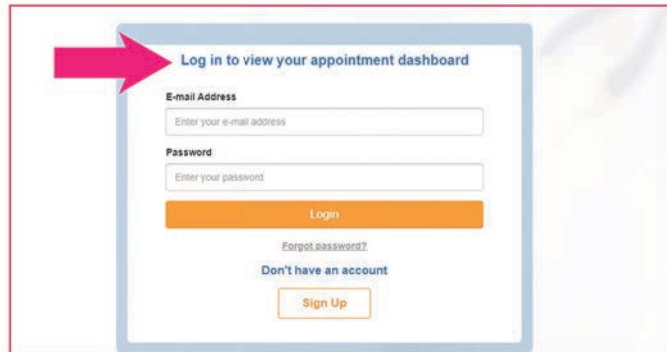 Log in to view your appointment dashboard
E-mail Address
Enter your e-mail address
Password
Enter your password
Login
Forgot password?
Don't have an account
Sign Up